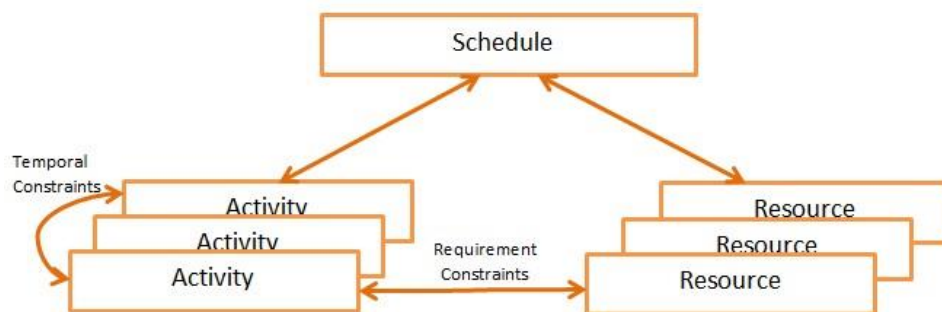 Schedule
Temporal
Constraints
Activity
Activity
Activity
Requirement
Constraints
Resource
Resource
Resource